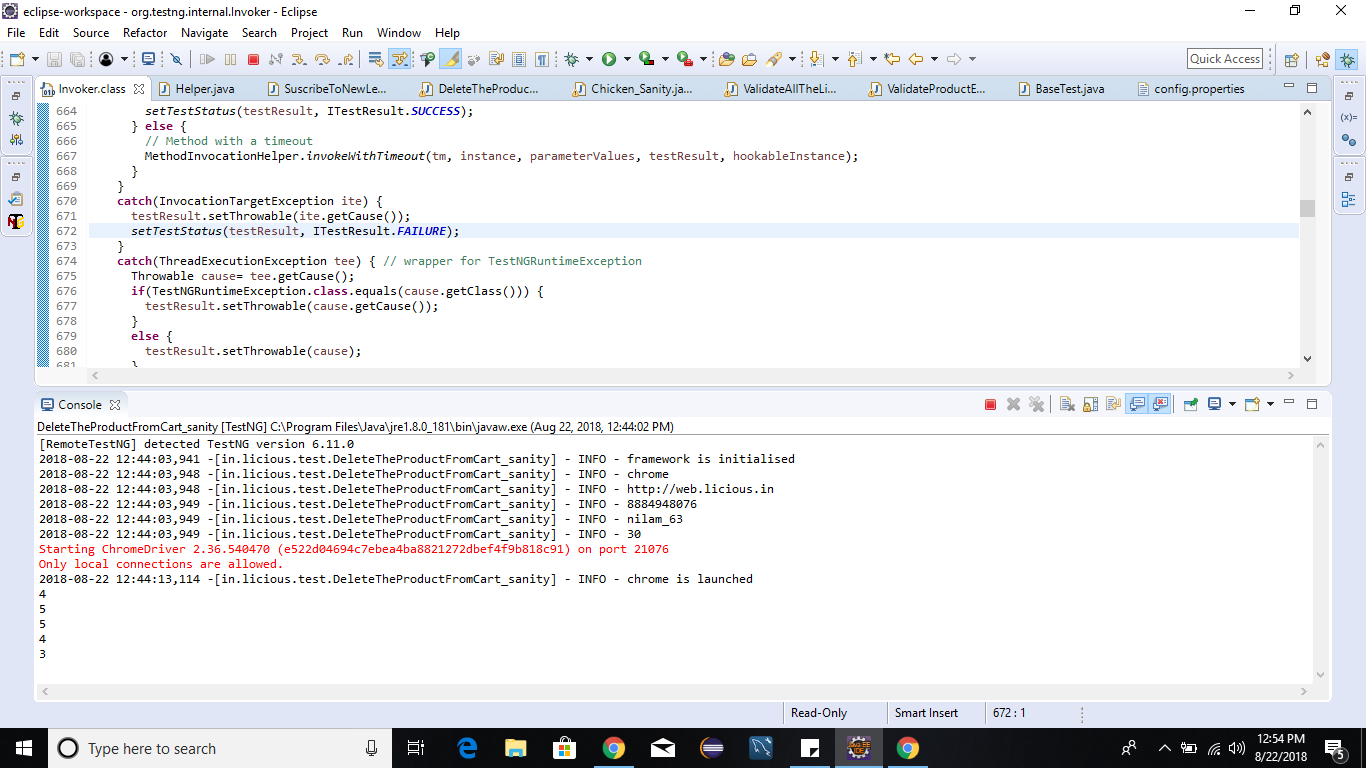 eclipse-workspace - org.testng.internal.Invoker - Eclipse
File Edit Source Refactor Navigate Search Project Run Window Help
Quick Access
Invoker.class Helper.java SuscribeToNewLe... DeleteTheProduc... Chicken_Sanity.ja... ValidateAllTheLi... ValidateProductE... BaseTest.java config.properties
664 setTestStatus(testResult, ITestResult.SUCCESS);
665 } else {
666 // Method with a timeout
667 MethodInvocationHelper.invokeWithTimeout(tm, instance, parameterValues, testResult, hookableInstance);
668 }
669 }
670 catch(InvocationTargetException ite) {
671 testResult.setThrowable(ite.getCause());
672 setTestStatus(testResult, ITestResult.FAILURE);
673 }
674 catch(ThreadExecutionException tee) { // wrapper for TestNGRuntimeException
675 Throwable cause= tee.getCause();
676 if(TestNGRuntimeException.class.equals(cause.getClass())) {
677 testResult.setThrowable(cause.getCause());
678 }
679 else {
680 testResult.setThrowable(cause);
681 }
Console
DeleteTheProductFromCart_sanity [TestNG] C:\Program Files\Java\jre1.8.0_181\bin\javaw.exe (Aug 22, 2018, 12:44:02 PM)
[RemoteTestNG] detected TestNG version 6.11.0
2018-08-22 12:44:03,941 -[in.licious.test.DeleteTheProductFromCart_sanity] - INFO - framework is initialised
2018-08-22 12:44:03,948 -[in.licious.test.DeleteTheProductFromCart_sanity] - INFO - chrome
2018-08-22 12:44:03,948 -[in.licious.test.DeleteTheProductFromCart_sanity] - INFO - http://web.licious.in
2018-08-22 12:44:03,949 -[in.licious.test.DeleteTheProductFromCart_sanity] - INFO - 8884948076
2018-08-22 12:44:03,949 -[in.licious.test.DeleteTheProductFromCart_sanity] - INFO - nilam_63
2018-08-22 12:44:03,949 -[in.licious.test.DeleteTheProductFromCart_sanity] - INFO - 30
Starting ChromeDriver 2.36.540470 (e522d04694c7ebea4ba8821272dbef4f9b818c91) on port 21076
Only local connections are allowed.
2018-08-22 12:44:13,114 -[in.licious.test.DeleteTheProductFromCart_sanity] - INFO - chrome is launched
4
5
5
4
3
Read-Only Smart Insert 672 : 1
Type here to search
12:54 PM
8/22/2018
5